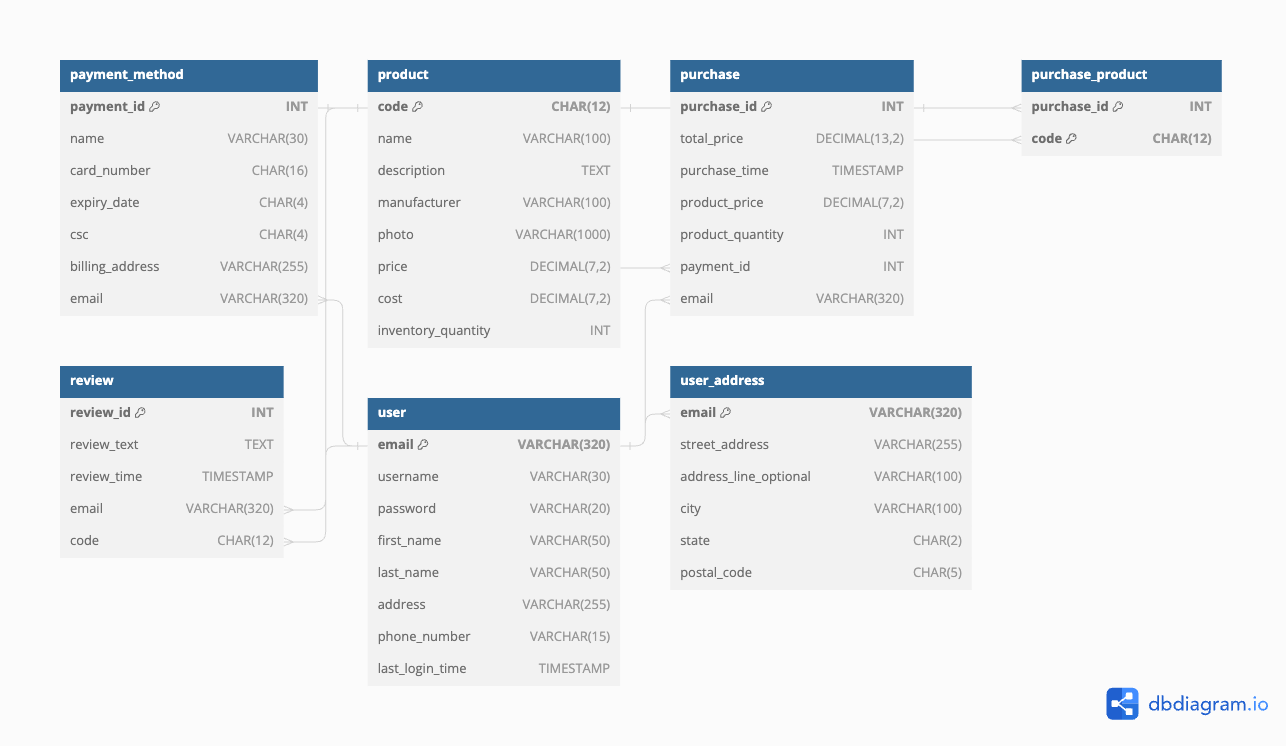 payment_method
payment_id INT
name VARCHAR(30)
card_number CHAR(16)
expiry_date CHAR(4)
csc CHAR(4)
billing_address VARCHAR(255)
email VARCHAR(320)
product
code CHAR(12)
name VARCHAR(100)
description TEXT
manufacturer VARCHAR(100)
photo VARCHAR(1000)
price DECIMAL(7,2)
cost DECIMAL(7,2)
inventory_quantity INT
purchase
purchase_id INT
total_price DECIMAL(13,2)
purchase_time TIMESTAMP
product_price DECIMAL(7,2)
product_quantity INT
payment_id INT
email VARCHAR(320)
purchase_product
purchase_id INT
code CHAR(12)
review
review_id INT
review_text TEXT
review_time TIMESTAMP
email VARCHAR(320)
code CHAR(12)
user
email VARCHAR(320)
username VARCHAR(30)
password VARCHAR(20)
first_name VARCHAR(50)
last_name VARCHAR(50)
address VARCHAR(255)
phone_number VARCHAR(15)
last_login_time TIMESTAMP
user_address
email VARCHAR(320)
street_address VARCHAR(255)
address_line_optional VARCHAR(100)
city VARCHAR(100)
state CHAR(2)
postal_code CHAR(5)
dbdiagram.io